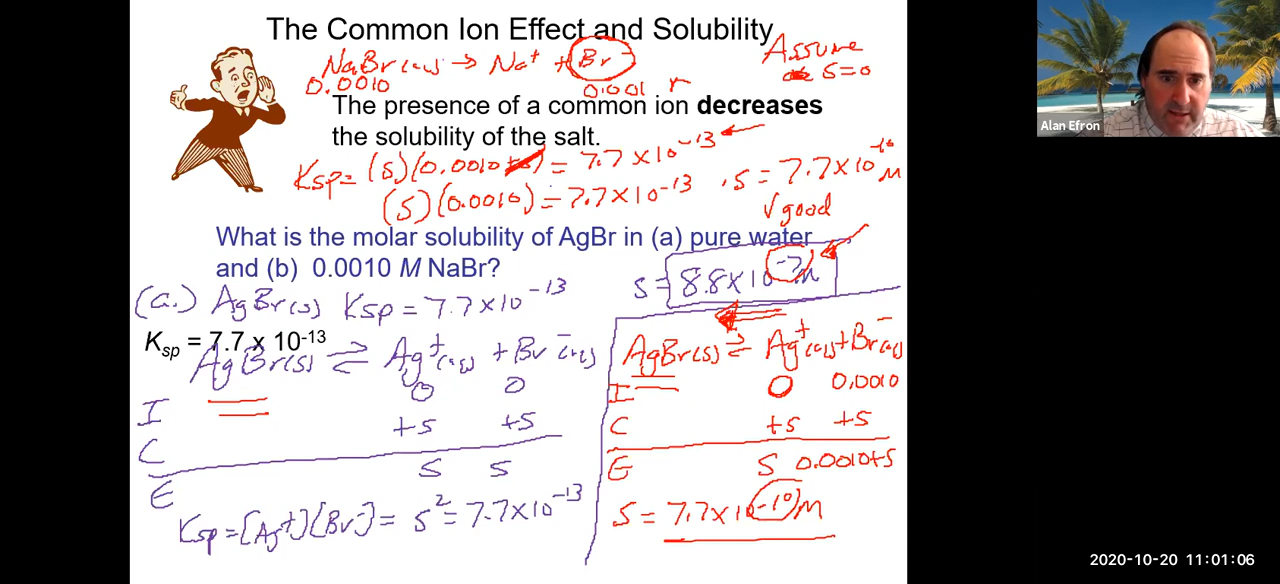 The Common Ion Effect and Solubility
NaBr(aq) → Na⁺ + Br⁻
0.0010 0.001
Assume
s=0
The presence of a common ion decreases
the solubility of the salt.
Ksp = (s)(0.0010+s) = 7.7×10⁻¹³
(s)(0.0010) = 7.7×10⁻¹³, s = 7.7×10⁻¹⁰ M
√ good
What is the molar solubility of AgBr in (a) pure water
and (b) 0.0010 M NaBr?
s = 8.8×10⁻⁷ M
(a.) AgBr(s) Ksp = 7.7×10⁻¹³
Ksp = 7.7 x 10-13
AgBr(s) ⇌ Ag⁺(aq) + Br⁻(aq)
I 0 0
C +s +s
E s s
Ksp = [Ag⁺][Br⁻] = s² = 7.7×10⁻¹³
AgBr(s) ⇌ Ag⁺(aq) + Br⁻(aq)
I 0 0.0010
C +s +s
E s 0.0010+s
s = 7.7×10⁻¹⁰ M
Alan Efron
2020-10-20 11:01:06